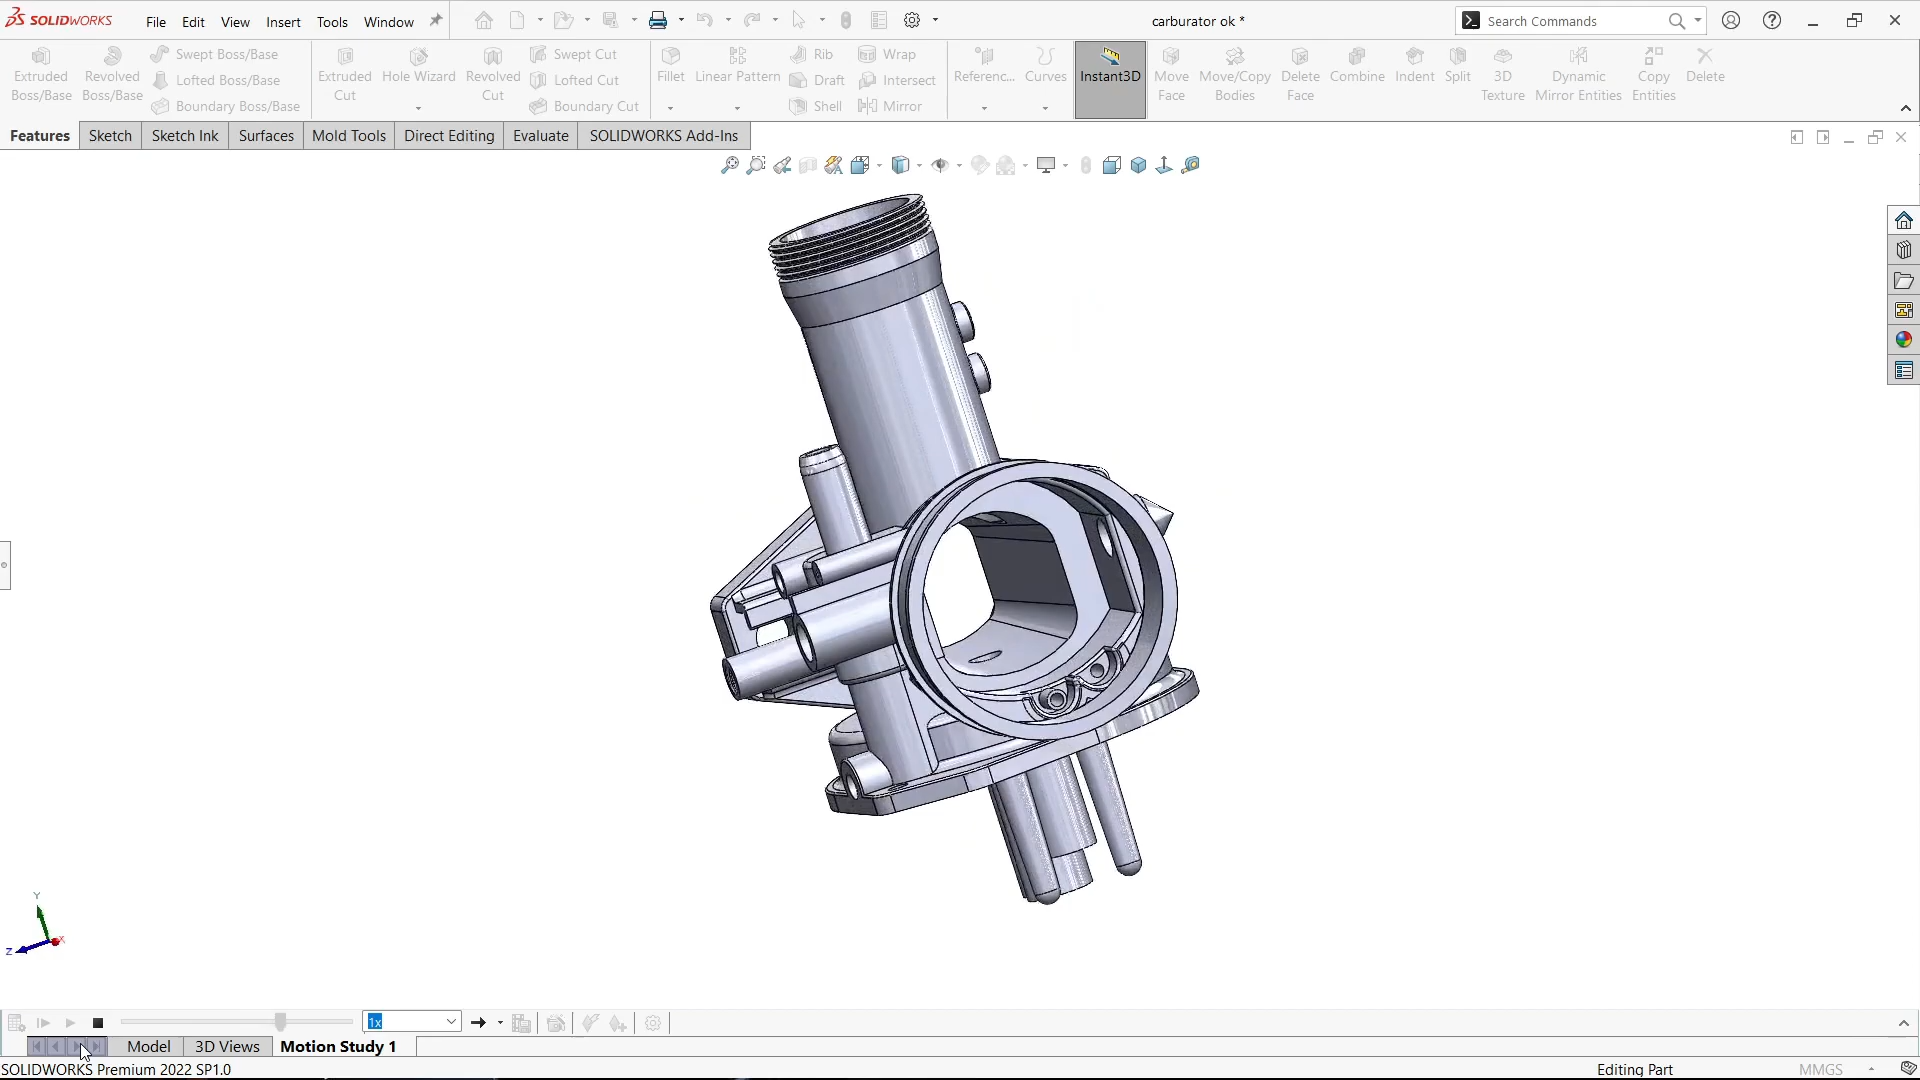 SOLIDWORKS File Edit View Insert Tools Window carburator ok * Search Commands
Extruded Boss/Base
Revolved Boss/Base
Swept Boss/Base
Lofted Boss/Base
Boundary Boss/Base
Extruded Cut
Hole Wizard
Revolved Cut
Swept Cut
Lofted Cut
Boundary Cut
Fillet
Linear Pattern
Rib
Draft
Shell
Wrap
Intersect
Mirror
Referenc...
Curves
Instant3D
Move Face
Move/Copy Bodies
Delete Face
Combine
Indent
Split
3D Texture
Dynamic Mirror Entities
Copy Entities
Delete
Features Sketch Sketch Ink Surfaces Mold Tools Direct Editing Evaluate SOLIDWORKS Add-Ins
Y
Z
X
1x
Model 3D Views Motion Study 1
SOLIDWORKS Premium 2022 SP1.0 Editing Part MMGS